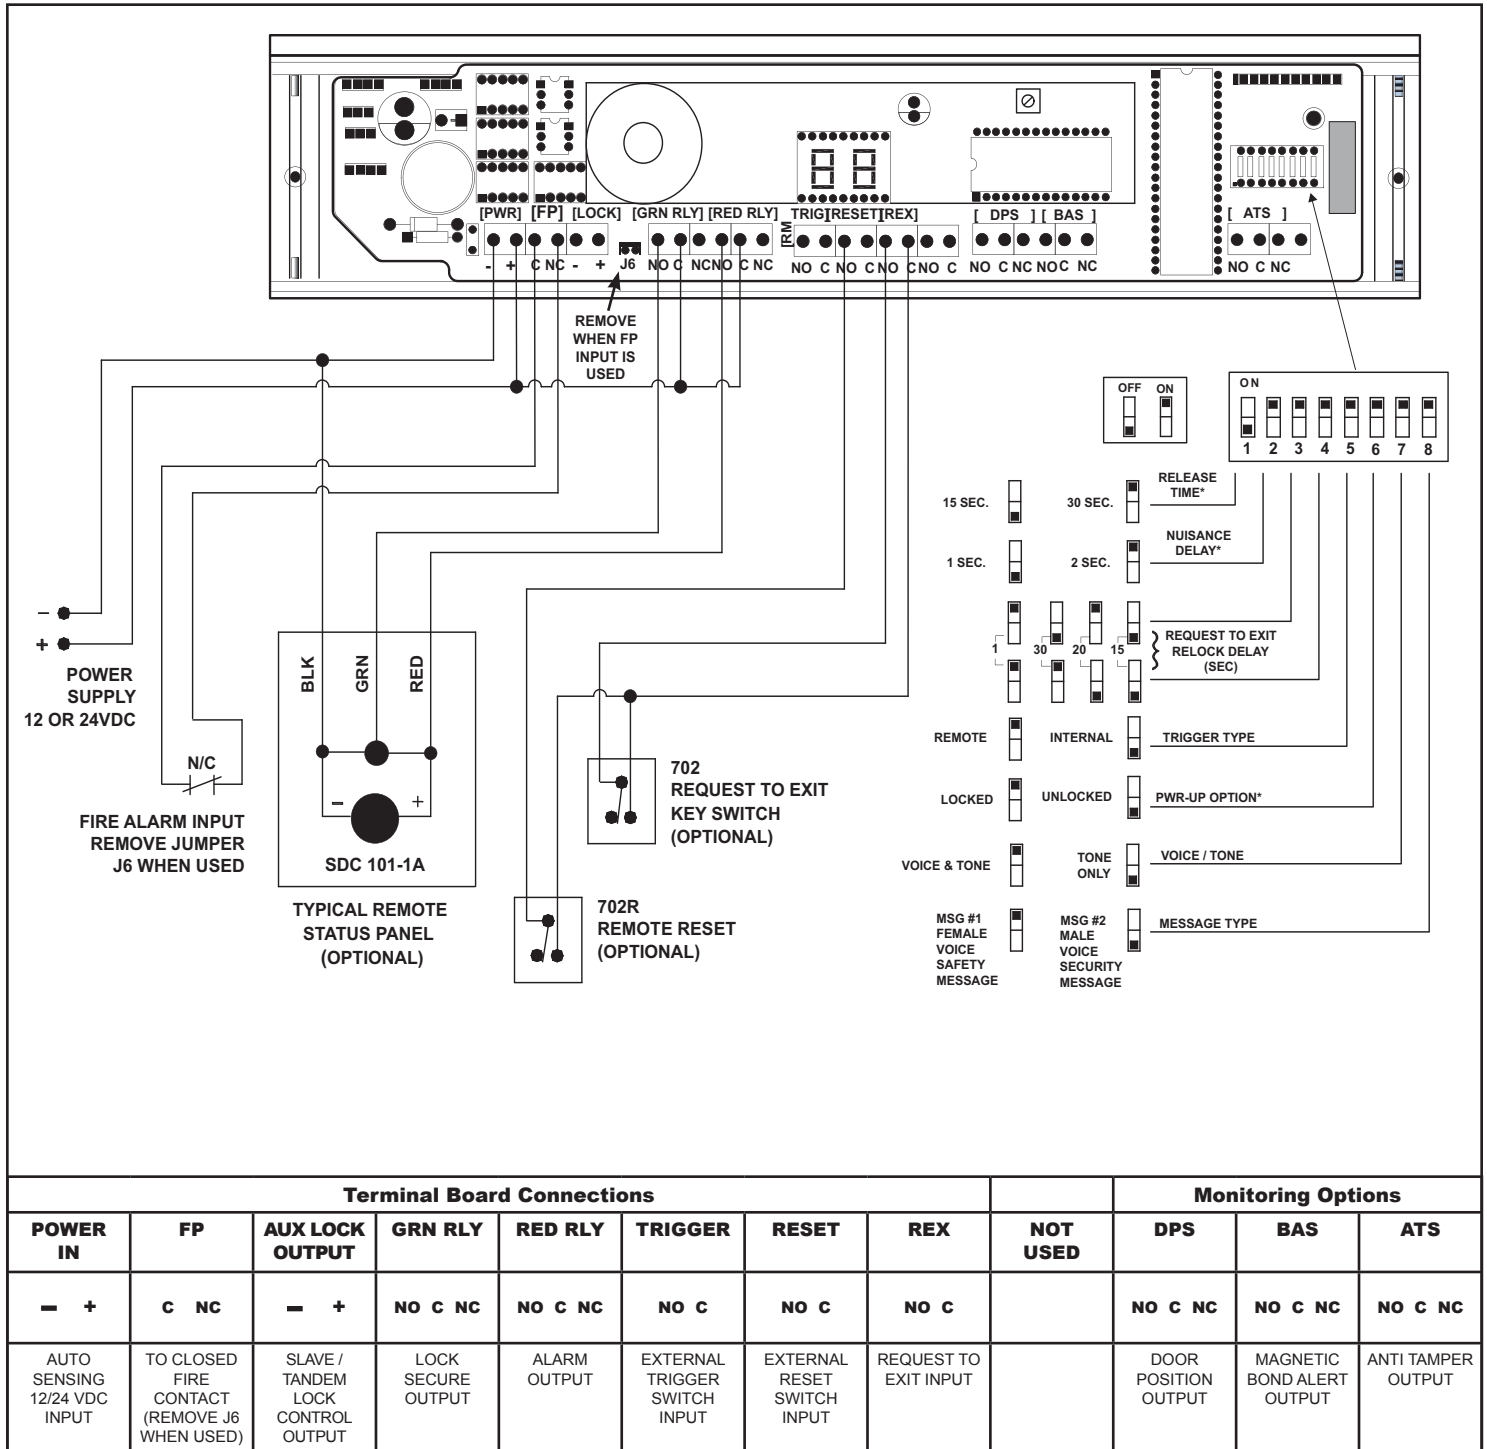 [PWR] [FP] [LOCK] [GRN RLY] [RED RLY] TRIG][RESET][REX] [ DPS ] [ BAS ] [ ATS ]
[RM
- + C NC - + J6 NO C NC NO C NC NO C NO C NO C NO C NO C NC NO C NC NO C NC
REMOVE
WHEN FP
INPUT IS
USED
OFF ON
ON
1 2 3 4 5 6 7 8
15 SEC. 30 SEC. RELEASE
TIME*
1 SEC. 2 SEC. NUISANCE
DELAY*
1 30 20 15 REQUEST TO EXIT
RELOCK DELAY
(SEC)
REMOTE INTERNAL TRIGGER TYPE
LOCKED UNLOCKED PWR-UP OPTION*
VOICE & TONE TONE
ONLY VOICE / TONE
MSG #1
FEMALE
VOICE
SAFETY
MESSAGE
MSG #2
MALE
VOICE
SECURITY
MESSAGE
MESSAGE TYPE
−
+
POWER
SUPPLY
12 OR 24VDC
N/C
FIRE ALARM INPUT
REMOVE JUMPER
J6 WHEN USED
BLK GRN RED
− +
SDC 101-1A
TYPICAL REMOTE
STATUS PANEL
(OPTIONAL)
702
REQUEST TO EXIT
KEY SWITCH
(OPTIONAL)
702R
REMOTE RESET
(OPTIONAL)
Terminal Board Connections Monitoring Options
POWER
IN
FP
AUX LOCK
OUTPUT
GRN RLY
RED RLY
TRIGGER
RESET
REX
NOT
USED
DPS
BAS
ATS
− + C NC − + NO C NC NO C NC NO C NO C NO C NO C NC NO C NC NO C NC
AUTO
SENSING
12/24 VDC
INPUT
TO CLOSED
FIRE
CONTACT
(REMOVE J6
WHEN USED)
SLAVE /
TANDEM
LOCK
CONTROL
OUTPUT
LOCK
SECURE
OUTPUT
ALARM
OUTPUT
EXTERNAL
TRIGGER
SWITCH
INPUT
EXTERNAL
RESET
SWITCH
INPUT
REQUEST TO
EXIT INPUT
DOOR
POSITION
OUTPUT
MAGNETIC
BOND ALERT
OUTPUT
ANTI TAMPER
OUTPUT